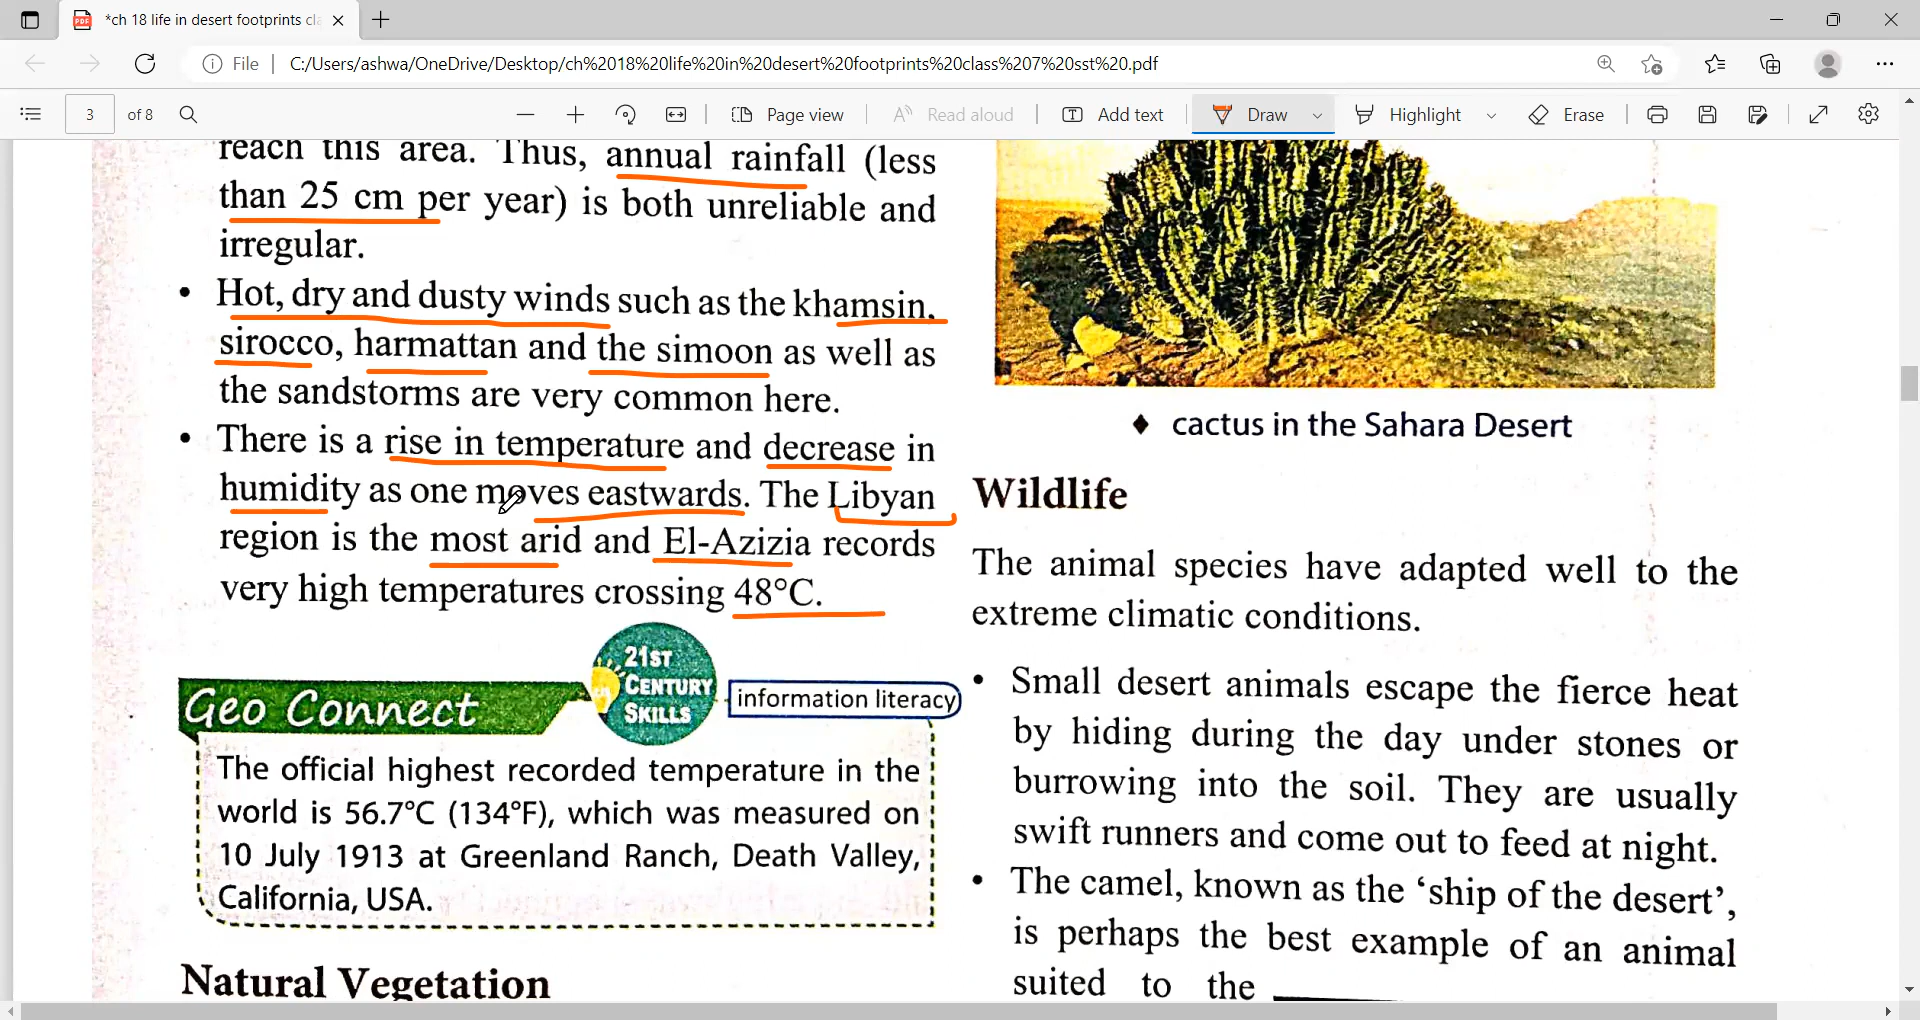 *ch 18 life in desert footprints cla
File
C:/Users/ashwa/OneDrive/Desktop/ch%2018%20life%20in%20desert%20footprints%20class%207%20sst%20.pdf
3 of 8
Page view
Read aloud
Add text
Draw
Highlight
Erase
reach this area. Thus, annual rainfall (less
than 25 cm per year) is both unreliable and
irregular.
• Hot, dry and dusty winds such as the khamsin,
sirocco, harmattan and the simoon as well as
the sandstorms are very common here.
• There is a rise in temperature and decrease in
humidity as one moves eastwards. The Libyan
region is the most arid and El-Azizia records
very high temperatures crossing 48°C.
Geo Connect
21ST
CENTURY
SKILLS
information literacy
The official highest recorded temperature in the
world is 56.7°C (134°F), which was measured on
10 July 1913 at Greenland Ranch, Death Valley,
California, USA.
Natural Vegetation
♦ cactus in the Sahara Desert
Wildlife
The animal species have adapted well to the
extreme climatic conditions.
• Small desert animals escape the fierce heat
by hiding during the day under stones or
burrowing into the soil. They are usually
swift runners and come out to feed at night.
• The camel, known as the ‘ship of the desert’,
is perhaps the best example of an animal
suited to the